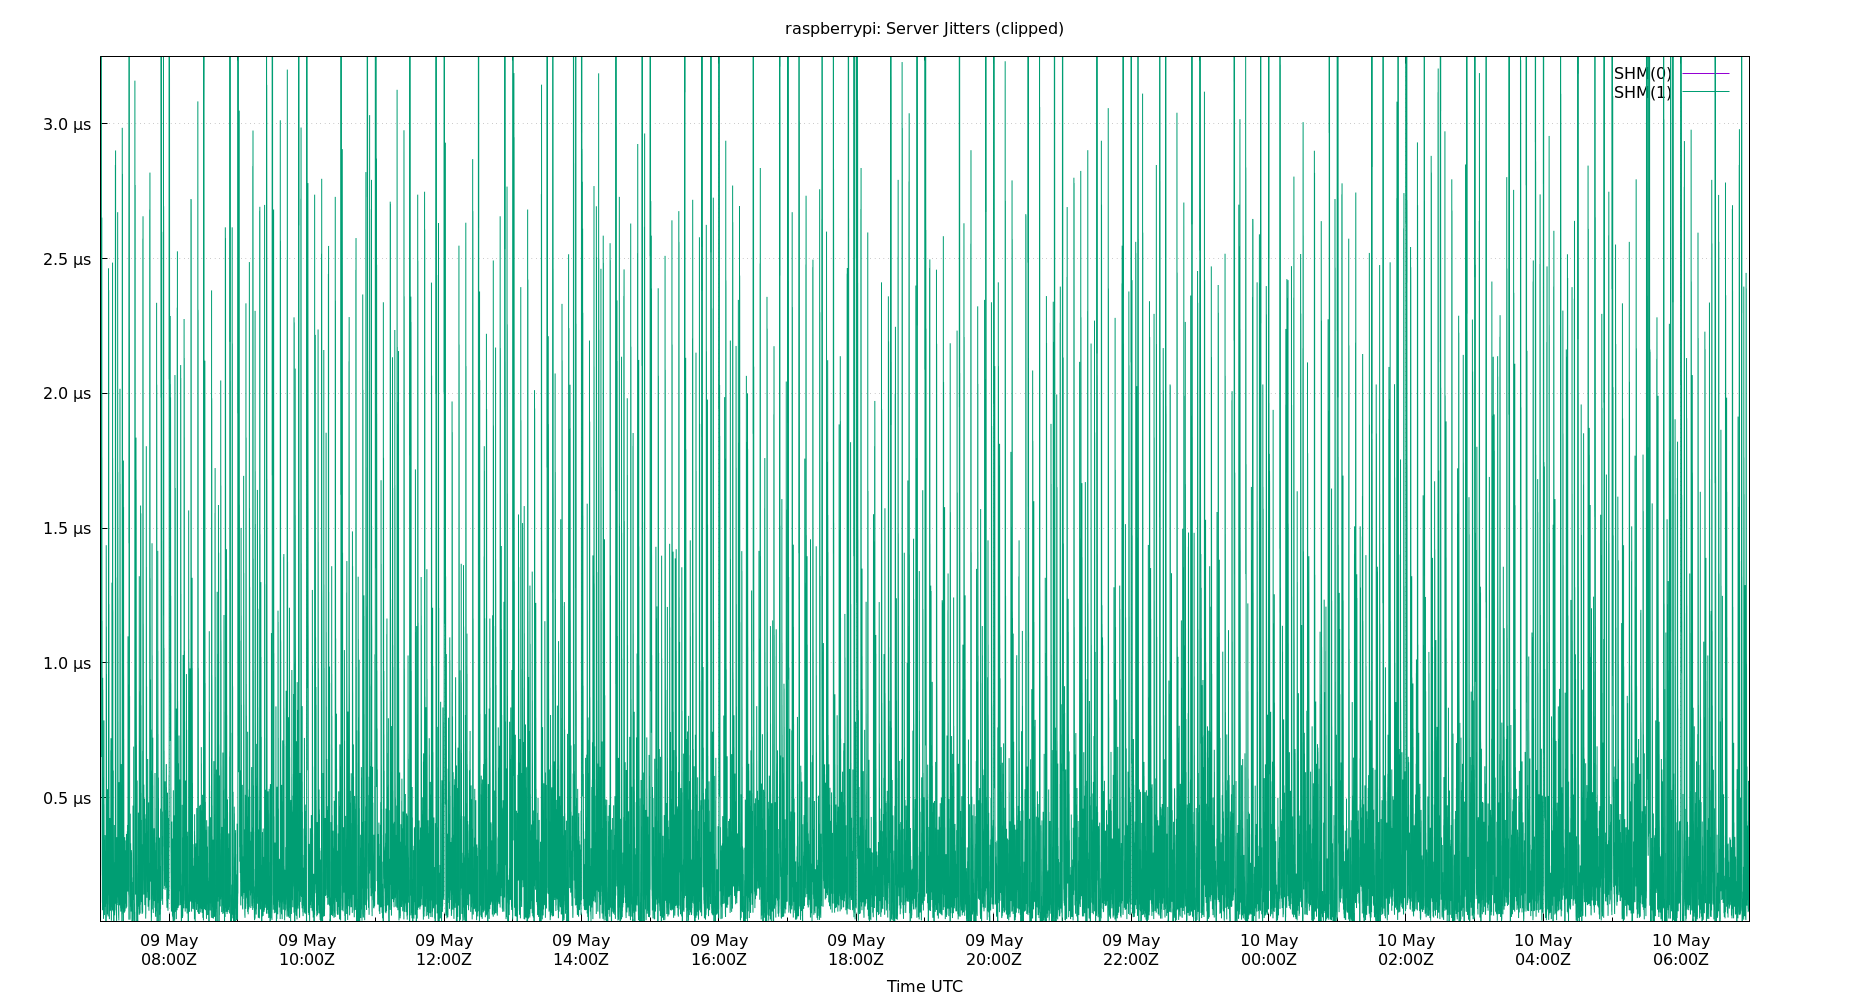 raspberrypi: Server Jitters (clipped)
SHM(0)
SHM(1)
3.0 µs
2.5 µs
2.0 µs
1.5 µs
1.0 µs
0.5 µs
09 May 09 May 09 May 09 May 09 May 09 May 09 May 09 May 10 May 10 May 10 May 10 May
08:00Z 10:00Z 12:00Z 14:00Z 16:00Z 18:00Z 20:00Z 22:00Z 00:00Z 02:00Z 04:00Z 06:00Z
Time UTC